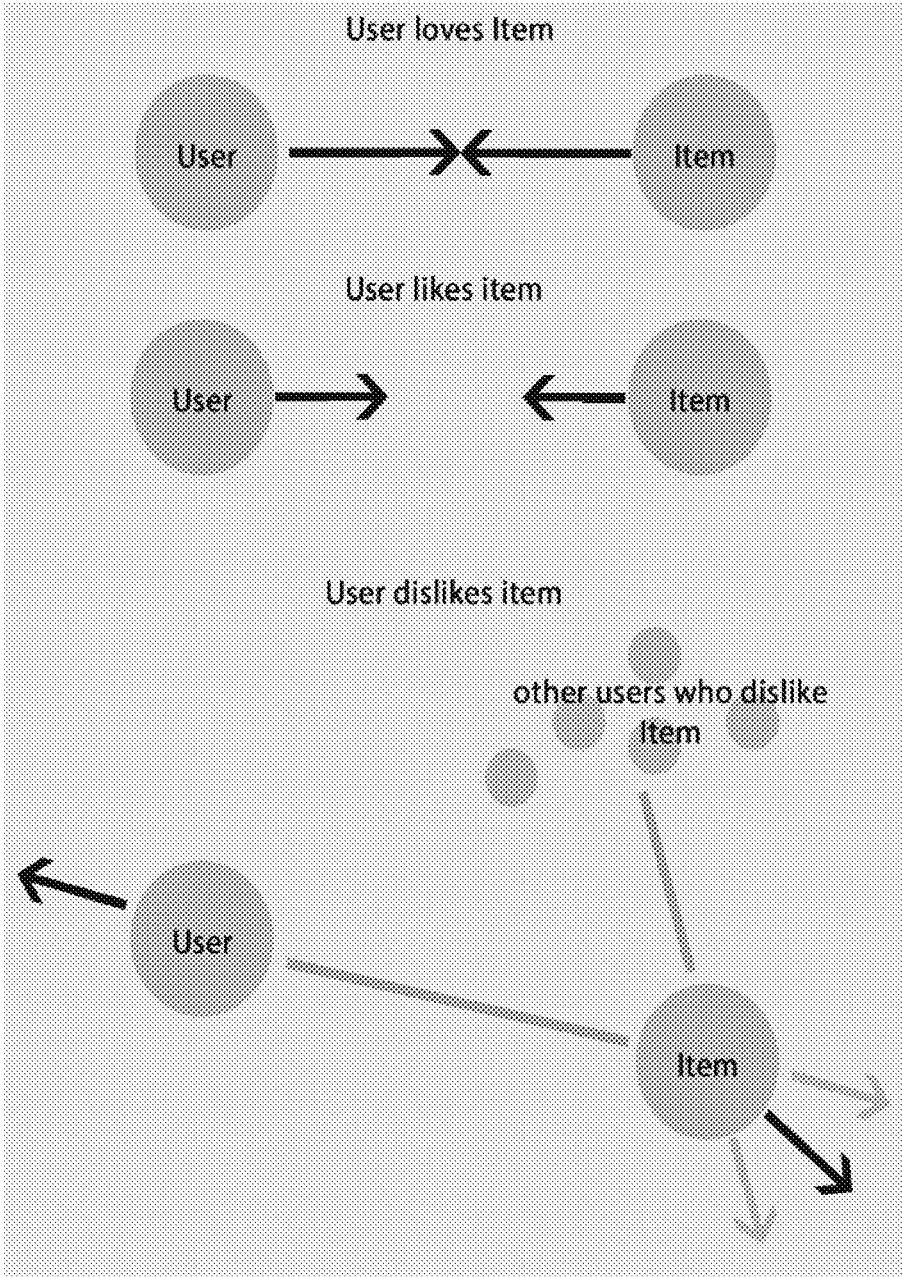 User loves Item
User
Item
User likes item
User
Item
User dislikes item
other users who dislike
Item
User
Item